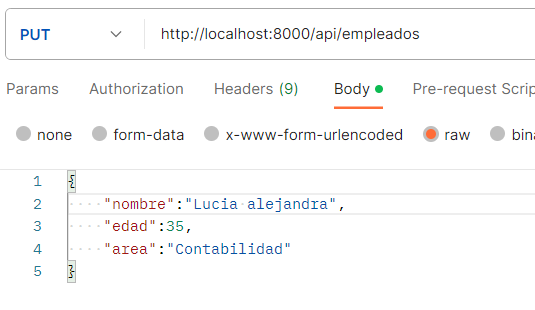 PUT http://localhost:8000/api/empleados
Params Authorization Headers (9) Body Pre-request Scrip
none form-data x-www-form-urlencoded raw bina
1 {
2 "nombre":"Lucia alejandra",
3 "edad":35,
4 "area":"Contabilidad"
5 }